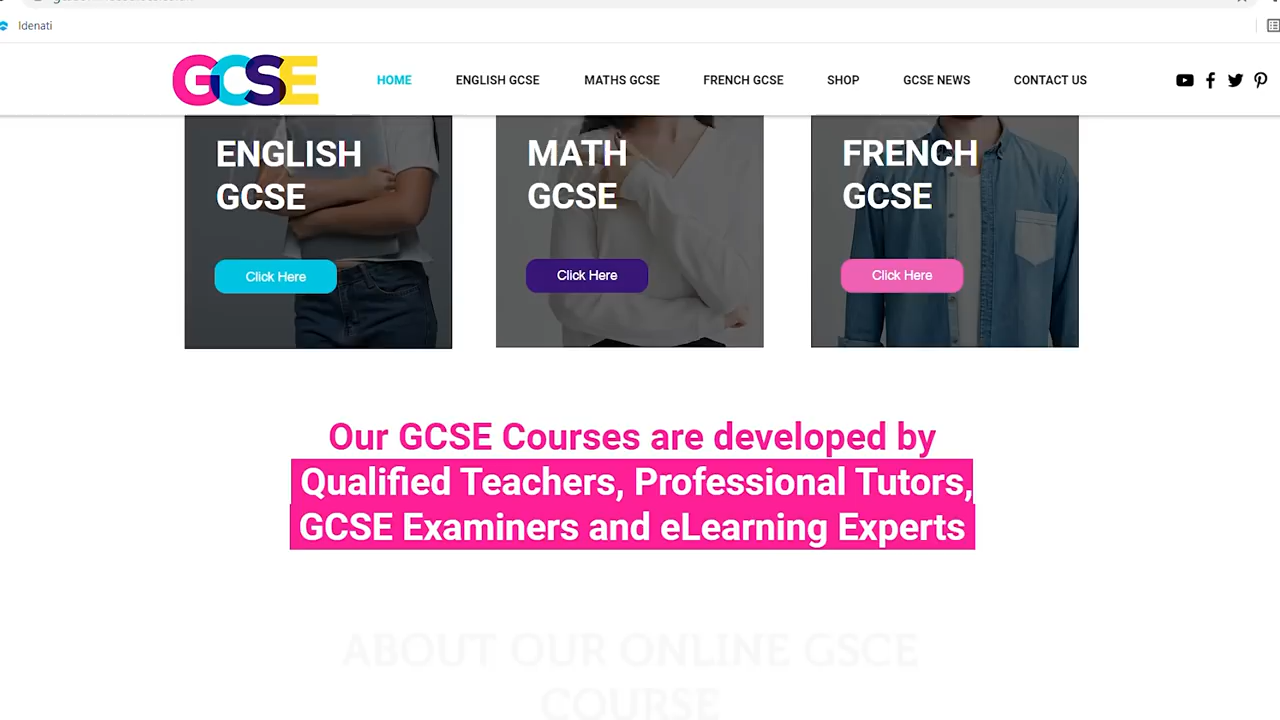 Idenati
GCSE
HOME
ENGLISH GCSE
MATHS GCSE
FRENCH GCSE
SHOP
GCSE NEWS
CONTACT US
ENGLISH
GCSE
Click Here
MATH
GCSE
Click Here
FRENCH
GCSE
Click Here
Our GCSE Courses are developed by
Qualified Teachers, Professional Tutors,
GCSE Examiners and eLearning Experts
ABOUT OUR ONLINE GSCE
COURSE